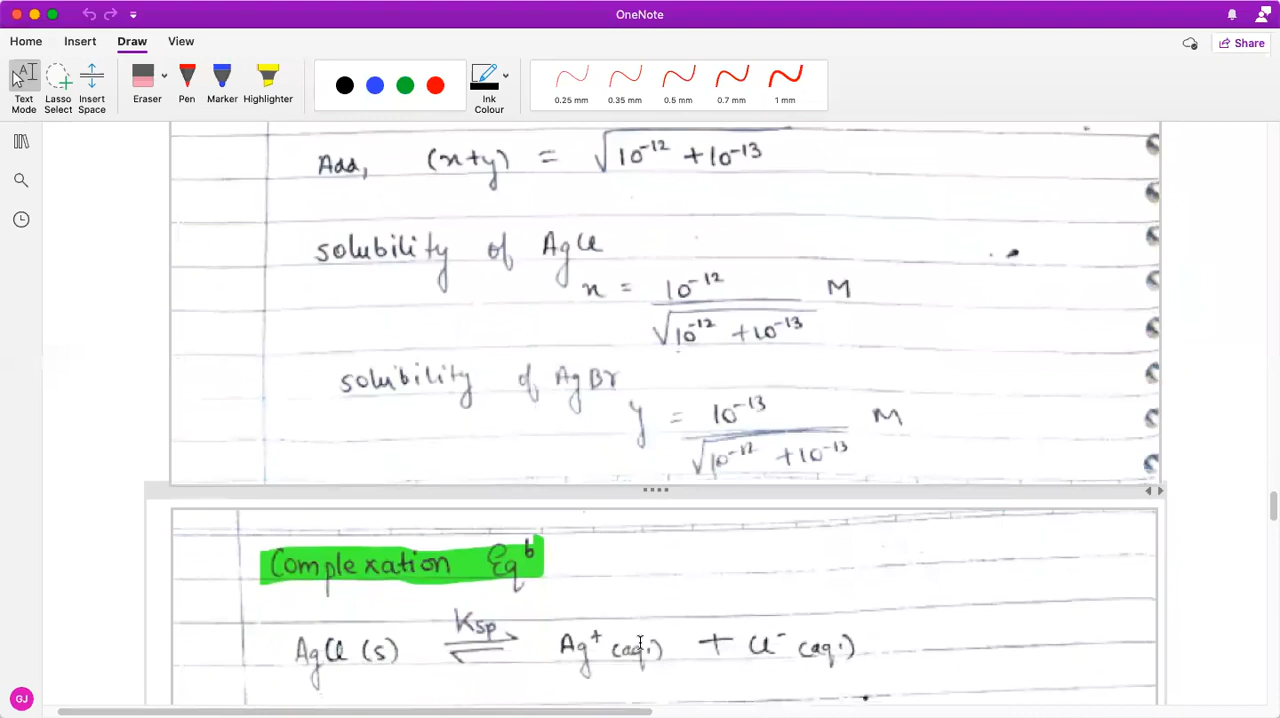 OneNote
Home Insert Draw View
Share
Text Mode
Lasso Select
Insert Space
Eraser
Pen
Marker
Highlighter
Ink Colour
0.25 mm
0.35 mm
0.5 mm
0.7 mm
1 mm
Add, (x+y) = √10⁻¹² + 10⁻¹³
solubility of AgCl
x = 10⁻¹² / √10⁻¹² + 10⁻¹³ M
solubility of AgBr
y = 10⁻¹³ / √10⁻¹² + 10⁻¹³ M
Complexation Eqᵇ
AgCl (s) ⇌ Ksp Ag⁺ (aq.) + Cl⁻ (aq.)
GJ